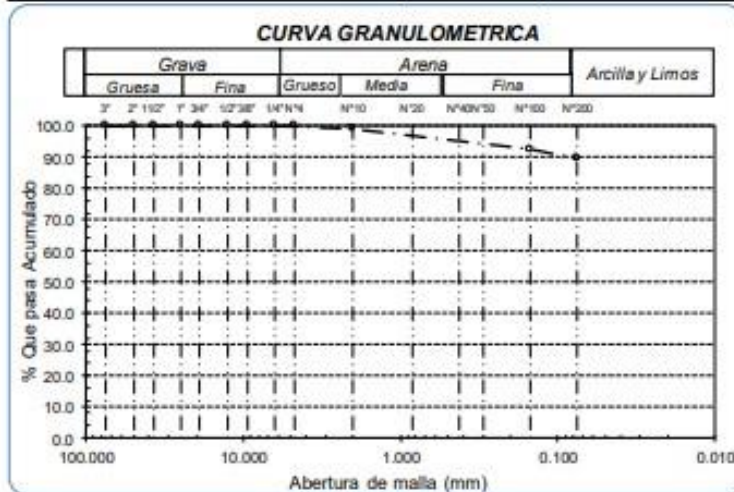 CURVA GRANULOMETRICA
Grava Arena Arcilla y Limos
Gruesa Fina Grueso Media Fina
3" 2" 1 1/2" 1" 3/4" 1/2" 3/8" 1/4" N°4 N°10 N°20 N°40 N°50 N°100 N°200
% Que pasa Acumulado
100.0
90.0
80.0
70.0
60.0
50.0
40.0
30.0
20.0
10.0
0.0
100.000 10.000 1.000 0.100 0.010
Abertura de malla (mm)